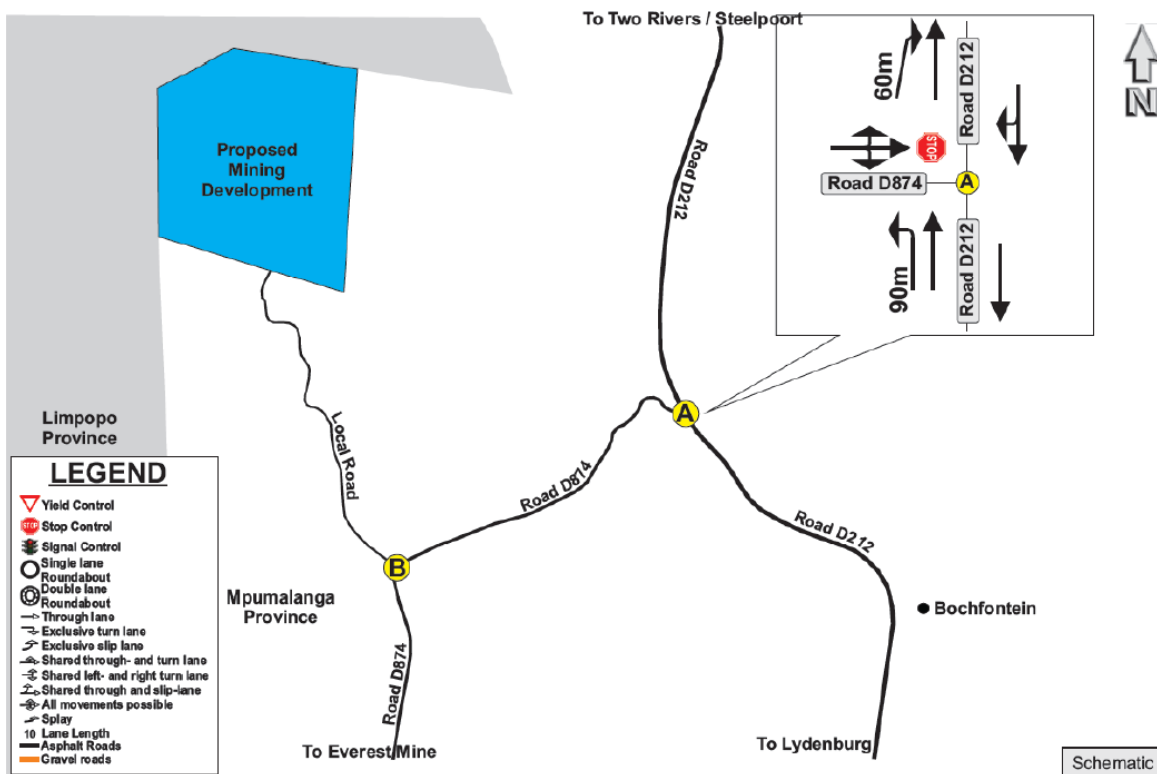 To Two Rivers / Steelpoort
N
60m
Road D212
STOP
Road D874
A
90m
Road D212
Proposed
Mining
Development
Road D212
A
Limpopo
Province
Local Road
Road D874
Road D212
B
Mpumalanga
Province
Bochfontein
Road D874
To Everest Mine
To Lydenburg
LEGEND
Yield Control
STOP
Stop Control
Signal Control
Single lane
Roundabout
Double lane
Roundabout
Through lane
Exclusive turn lane
Exclusive slip lane
Shared through- and turn lane
Shared left- and right turn lane
Shared through and slip-lane
All movements possible
Splay
10 Lane Length
Asphalt Roads
Gravel roads
Schematic